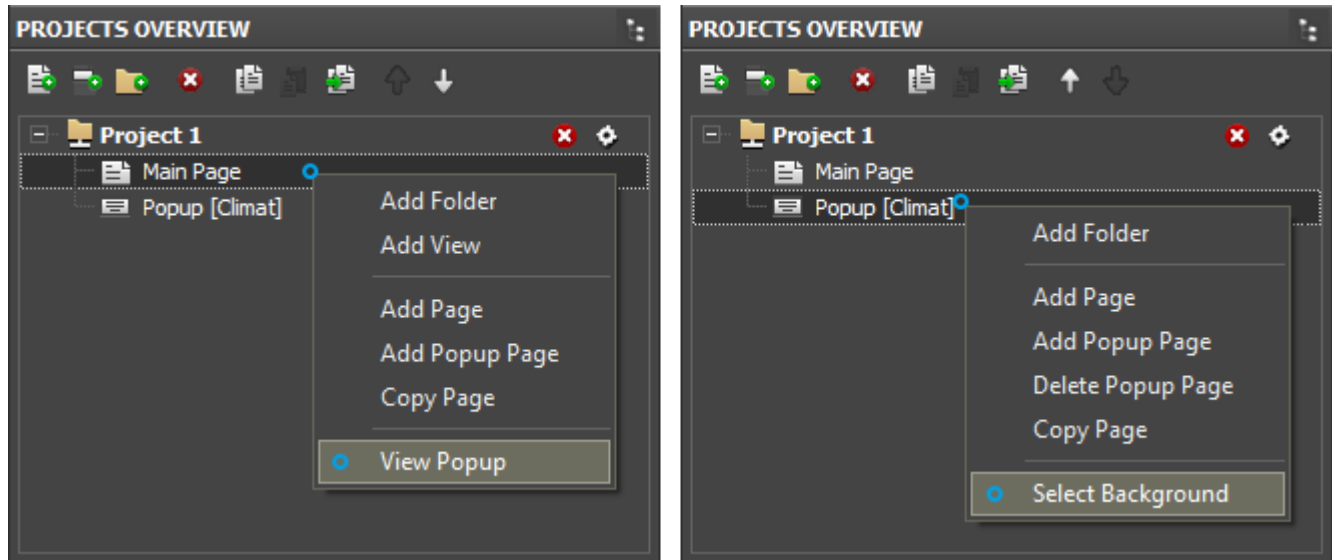 PROJECTS OVERVIEW
Project 1
Main Page
Popup [Climat]
Add Folder
Add View
Add Page
Add Popup Page
Copy Page
View Popup
PROJECTS OVERVIEW
Project 1
Main Page
Popup [Climat]
Add Folder
Add Page
Add Popup Page
Delete Popup Page
Copy Page
Select Background